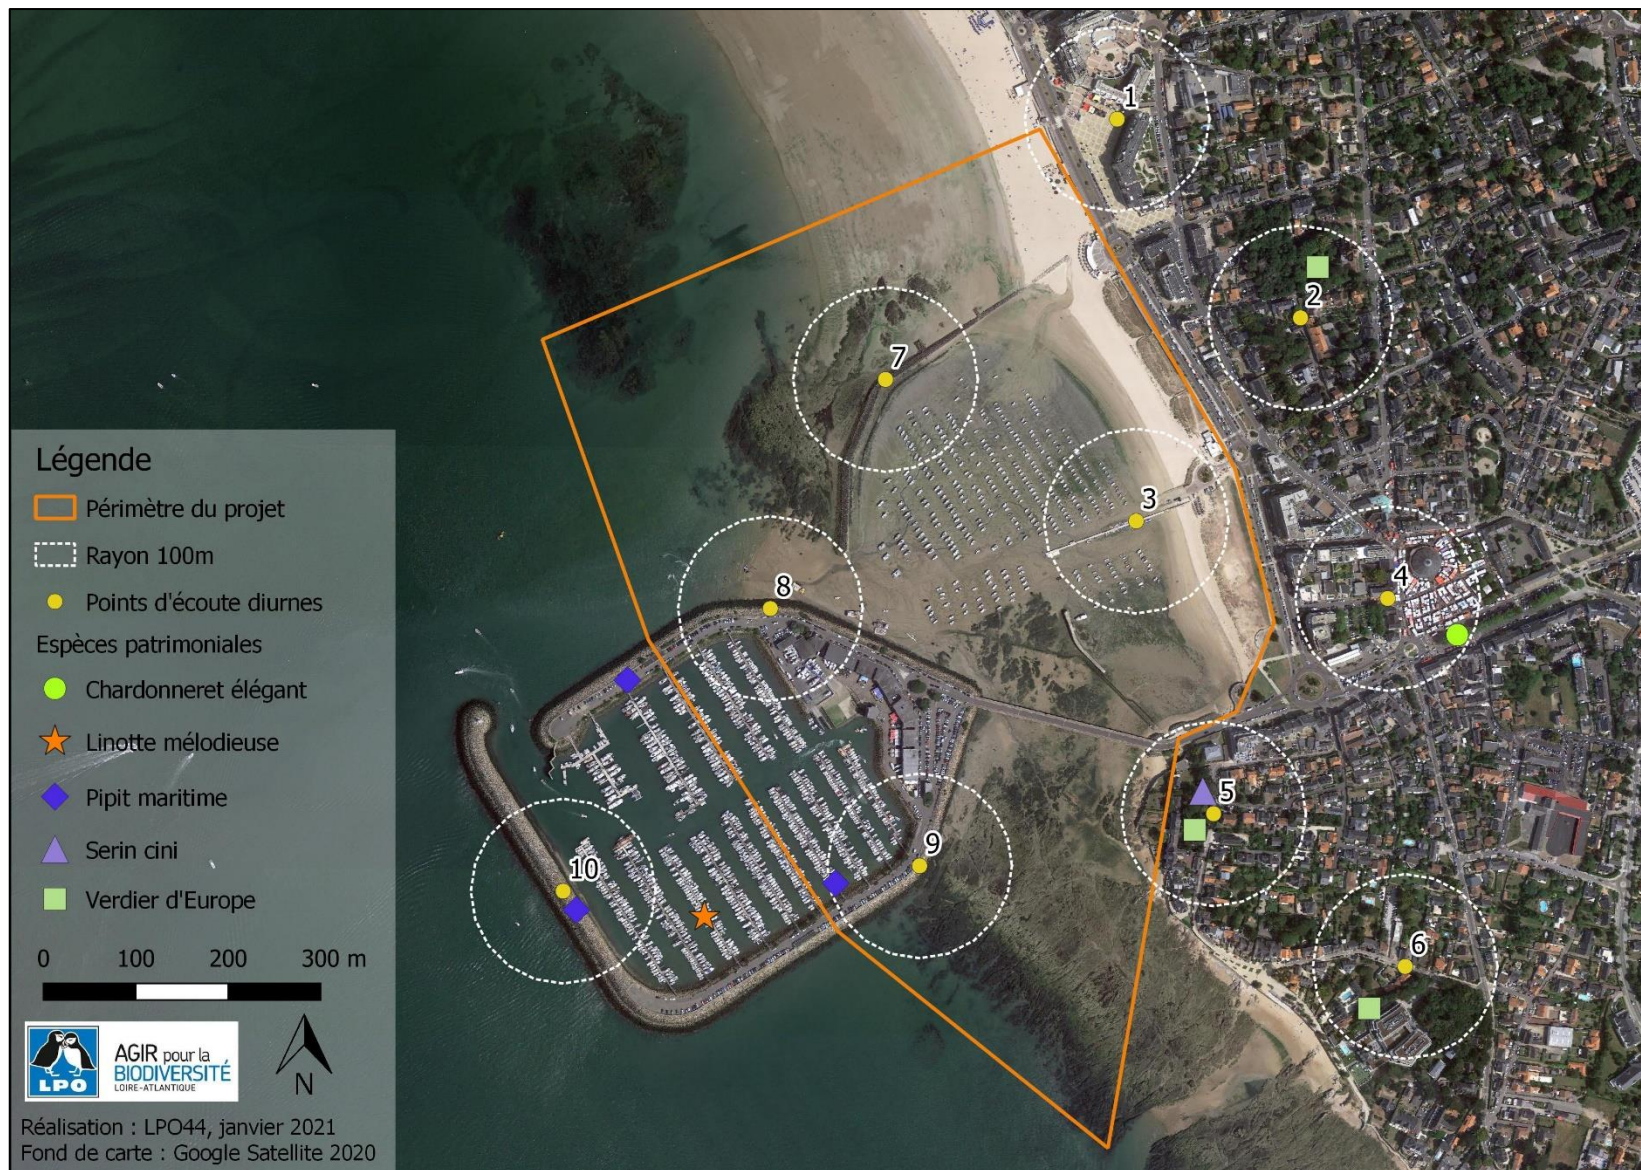 1
2
7
3
4
8
5
9
10
6
Légende
Périmètre du projet
Rayon 100m
Points d'écoute diurnes
Espèces patrimoniales
Chardonneret élégant
Linotte mélodieuse
Pipit maritime
Serin cini
Verdier d'Europe
0 100 200 300 m
LPO
AGIR pour la
BIODIVERSITÉ
LOIRE-ATLANTIQUE
N
Réalisation : LPO44, janvier 2021
Fond de carte : Google Satellite 2020